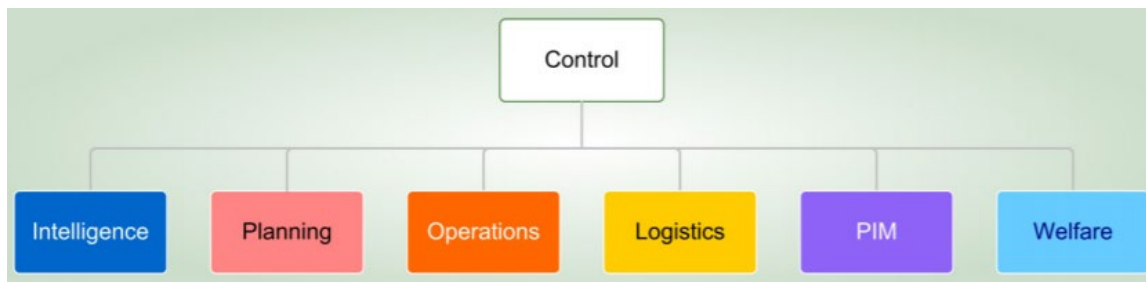 Control
Intelligence
Planning
Operations
Logistics
PIM
Welfare